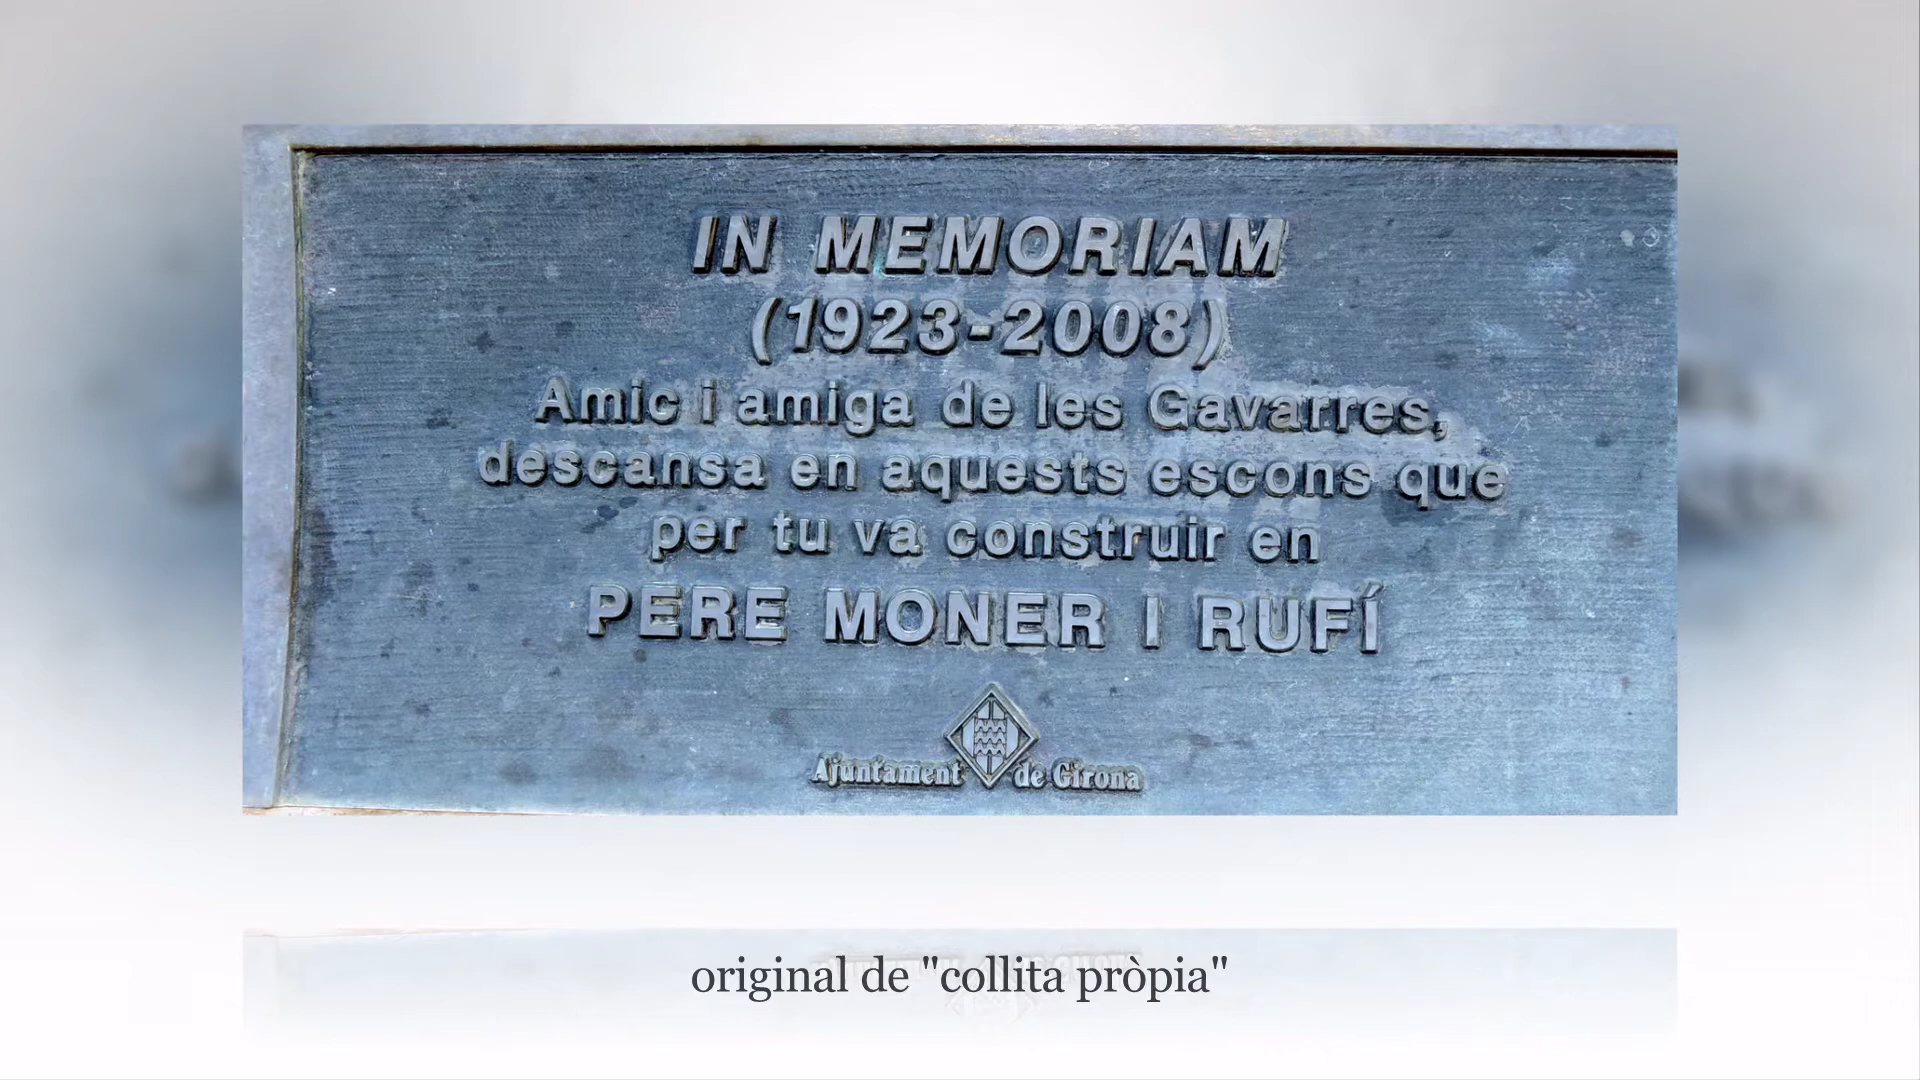 IN MEMORIAM
(1923-2008)
Amic i amiga de les Gavarres,
descansa en aquests escons que
per tu va construir en
PERE MONER I RUFÍ
Ajuntament de Girona
original de "collita pròpia"